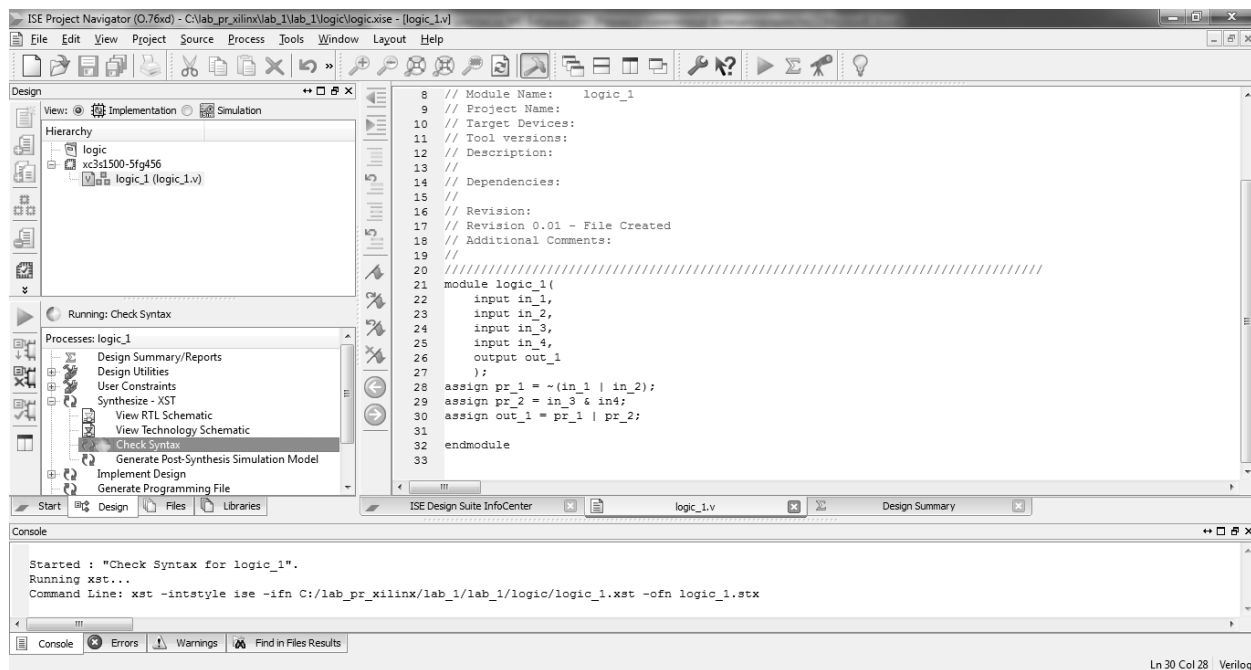 ISE Project Navigator (O.76xd) - C:\lab_pr_xilinx\lab_1\lab_1\logic\logic.xise - [logic_1.v]
File Edit View Project Source Process Tools Window Layout Help
Design
View: Implementation Simulation
Hierarchy
logic
xc3s1500-5fg456
logic_1 (logic_1.v)
Running: Check Syntax
Processes: logic_1
Design Summary/Reports
Design Utilities
User Constraints
Synthesize - XST
View RTL Schematic
View Technology Schematic
Check Syntax
Generate Post-Synthesis Simulation Model
Implement Design
Generate Programming File
Start Design Files Libraries
8 // Module Name: logic_1
9 // Project Name:
10 // Target Devices:
11 // Tool versions:
12 // Description:
13 //
14 // Dependencies:
15 //
16 // Revision:
17 // Revision 0.01 - File Created
18 // Additional Comments:
19 //
20 //////////////////////////////////////////////////////////////////////////////////
21 module logic_1(
22 input in_1,
23 input in_2,
24 input in_3,
25 input in_4,
26 output out_1
27 );
28 assign pr_1 = ~(in_1 | in_2);
29 assign pr_2 = in_3 & in4;
30 assign out_1 = pr_1 | pr_2;
31
32 endmodule
33
ISE Design Suite InfoCenter logic_1.v Design Summary
Console
Started : "Check Syntax for logic_1".
Running xst...
Command Line: xst -intstyle ise -ifn C:/lab_pr_xilinx/lab_1/lab_1/logic/logic_1.xst -ofn logic_1.stx
Console Errors Warnings Find in Files Results
Ln 30 Col 28 Verilog